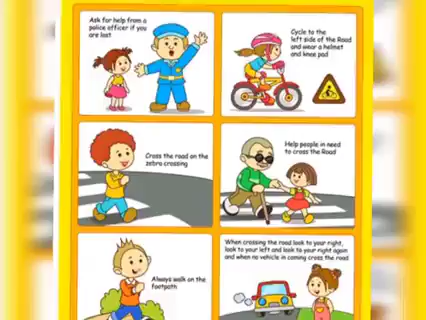 Ask for help from a
police officer if you
are lost
Cycle to the
left side of the Road
and wear a helmet
and knee pad
Cross the road on the
zebra crossing
Help people in need
to cross the Road
Always walk on the
footpath
When crossing the road look to your right,
look to your left and look to your right again
and when no vehicle in coming cross the road